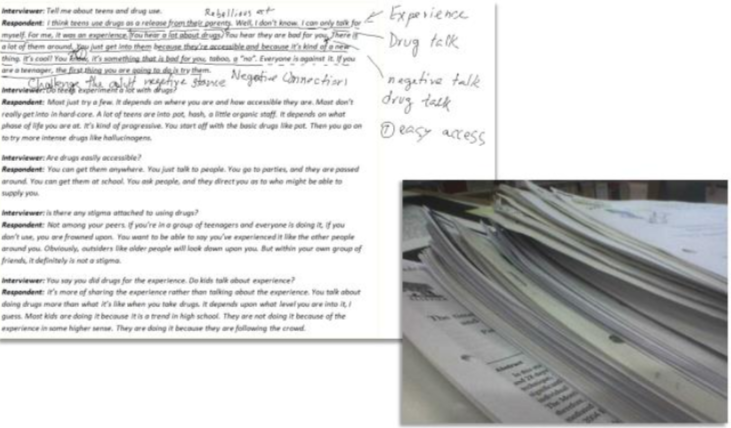 Interviewer: Tell me about teens and drug use.
Rebellious act
Respondent: I think teens use drugs as a release from their parents. Well, I don't know. I can only talk for
myself. For me, it was an experience. You hear a lot about drugs. You hear they are bad for you. There is
a lot of them around. You just get into them because they're accessible and because it's kind of a new
thing. It's cool! You know, it's something that is bad for you, taboo, a "no". Everyone is against it. If you
are a teenager, the first thing you are going to do is try them.
Challenge the adult negative stance Negative Connections
Experience
Drug talk
negative talk
drug talk
easy access
Interviewer: Do teens experiment a lot with drugs?
Respondent: Most just try a few. It depends on where you are and how accessible they are. Most don't
really get into in hard-core. A lot of teens are into pot, hash, a little organic staff. It depends on what
phase of life you are at. It's kind of progressive. You start off with the basic drugs like pot. Then you go on
to try more intense drugs like hallucinogens.
Interviewer: Are drugs easily accessible?
Respondent: You can get them anywhere. You just talk to people. You go to parties, and they are passed
around. You can get them at school. You ask people, and they direct you as to who might be able to
supply you.
Interviewer: is there any stigma attached to using drugs?
Respondent: Not among your peers. If you're in a group of teenagers and everyone is doing it, if you
don't use, you are frowned upon. You want to be able to say you've experienced it like the other people
around you. Obviously, outsiders like older people will look down upon you. But within your own group of
friends, it definitely is not a stigma.
Interviewer: You say you did drugs for the experience. Do kids talk about experience?
Respondent: it's more of sharing the experience rather than talking about the experience. You talk about
doing drugs more than what it's like when you take drugs. It depends upon what level you are into it, I
guess. Most kids are doing it because it is a trend in high school. They are not doing it because of the
experience in some higher sense. They are doing it because they are following the crowd.
The
Abstract